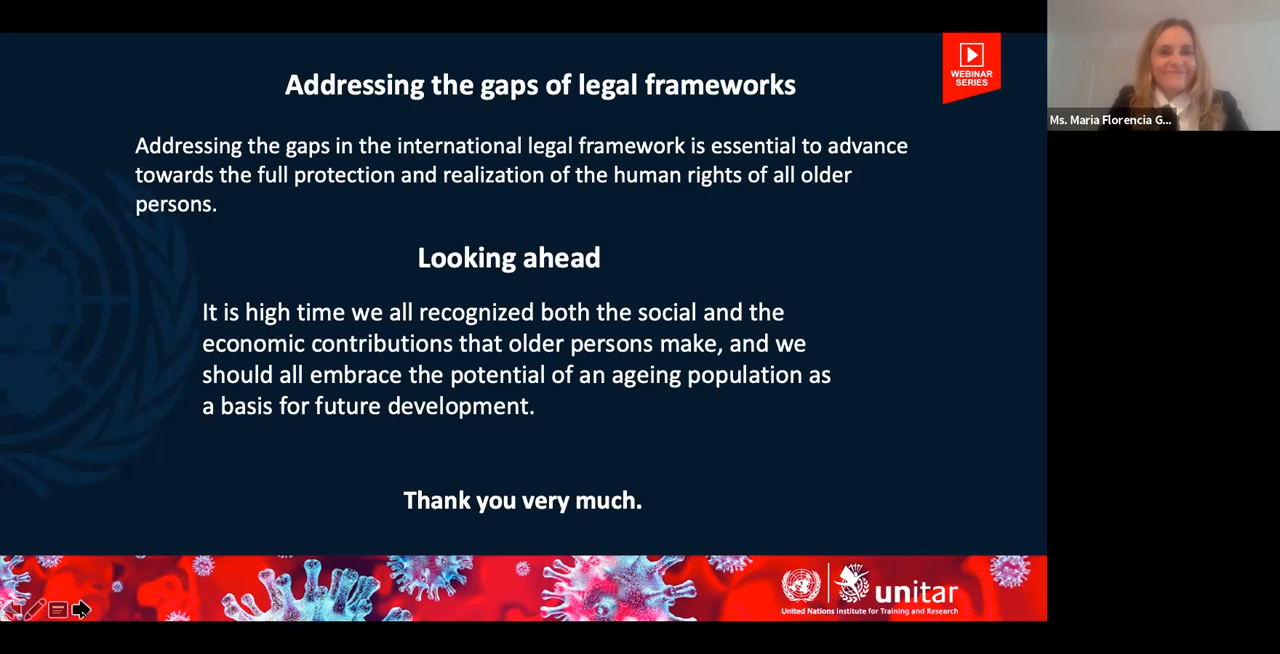 Addressing the gaps of legal frameworks
WEBINAR
SERIES
Ms. Maria Florencia G...
Addressing the gaps in the international legal framework is essential to advance
towards the full protection and realization of the human rights of all older
persons.
Looking ahead
It is high time we all recognized both the social and the
economic contributions that older persons make, and we
should all embrace the potential of an ageing population as
a basis for future development.
Thank you very much.
unitar
United Nations Institute for Training and Research